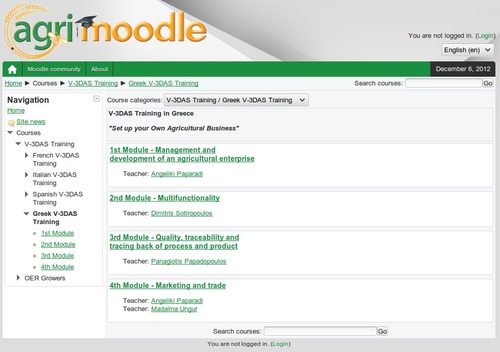 agrimoodle
You are not logged in. (Login)
English (en)
Moodle community About December 6, 2012
Home ► Courses ► V-3DAS Training ► Greek V-3DAS Training Search courses: Go
Navigation
Home
Site news
Courses
V-3DAS Training
French V-3DAS
Training
Italian V-3DAS
Training
Spanish V-3DAS
Training
Greek V-3DAS
Training
1st Module
2nd Module
3rd Module
4th Module
OER Growers
Course categories: V-3DAS Training / Greek V-3DAS Training
V-3DAS Training in Greece
"Set up your Own Agricultural Business"
1st Module - Management and
development of an agricultural enterprise
Teacher: Angeliki Paparadi
2nd Module - Multifunctionality
Teacher: Dimitris Sotiropoulos
3rd Module - Quality, traceability and
tracing back of process and product
Teacher: Panagiotis Papadopoulos
4th Module - Marketing and trade
Teacher: Angeliki Paparadi
Teacher: Madalina Ungur
Search courses: Go
You are not logged in. (Login)